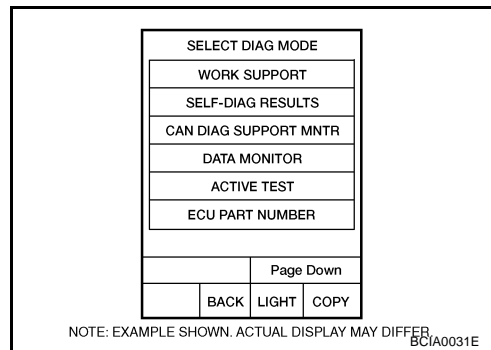 SELECT DIAG MODE
WORK SUPPORT
SELF-DIAG RESULTS
CAN DIAG SUPPORT MNTR
DATA MONITOR
ACTIVE TEST
ECU PART NUMBER
Page Down
BACK LIGHT COPY
NOTE: EXAMPLE SHOWN. ACTUAL DISPLAY MAY DIFFER.
BCIA0031E